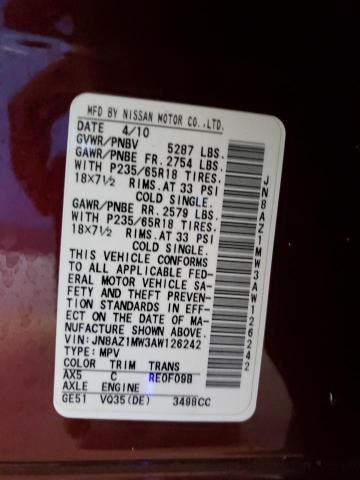 MFD BY NISSAN MOTOR CO.,LTD.
DATE 4/10
GVWR/PNBV 5287 LBS.
GAWR/PNBE FR. 2754 LBS.
WITH P235/65R18 TIRES.
18×7½ RIMS. AT 33 PSI
COLD SINGLE.
GAWR/PNBE RR. 2579 LBS.
WITH P235/65R18 TIRES.
18×7½ RIMS. AT 33 PSI
COLD SINGLE.
THIS VEHICLE CONFORMS
TO ALL APPLICABLE FED-
ERAL MOTOR VEHICLE SA-
FETY AND THEFT PREVEN-
TION STANDARDS IN EFF-
ECT ON THE DATE OF MA-
NUFACTURE SHOWN ABOVE.
VIN: JN8AZ1MW3AW126242
TYPE: MPV
COLOR TRIM TRANS
AX5 C RE0F09B
AXLE ENGINE
GE51 VQ35(DE) 3498CC
JN8AZ1MW3AW126242